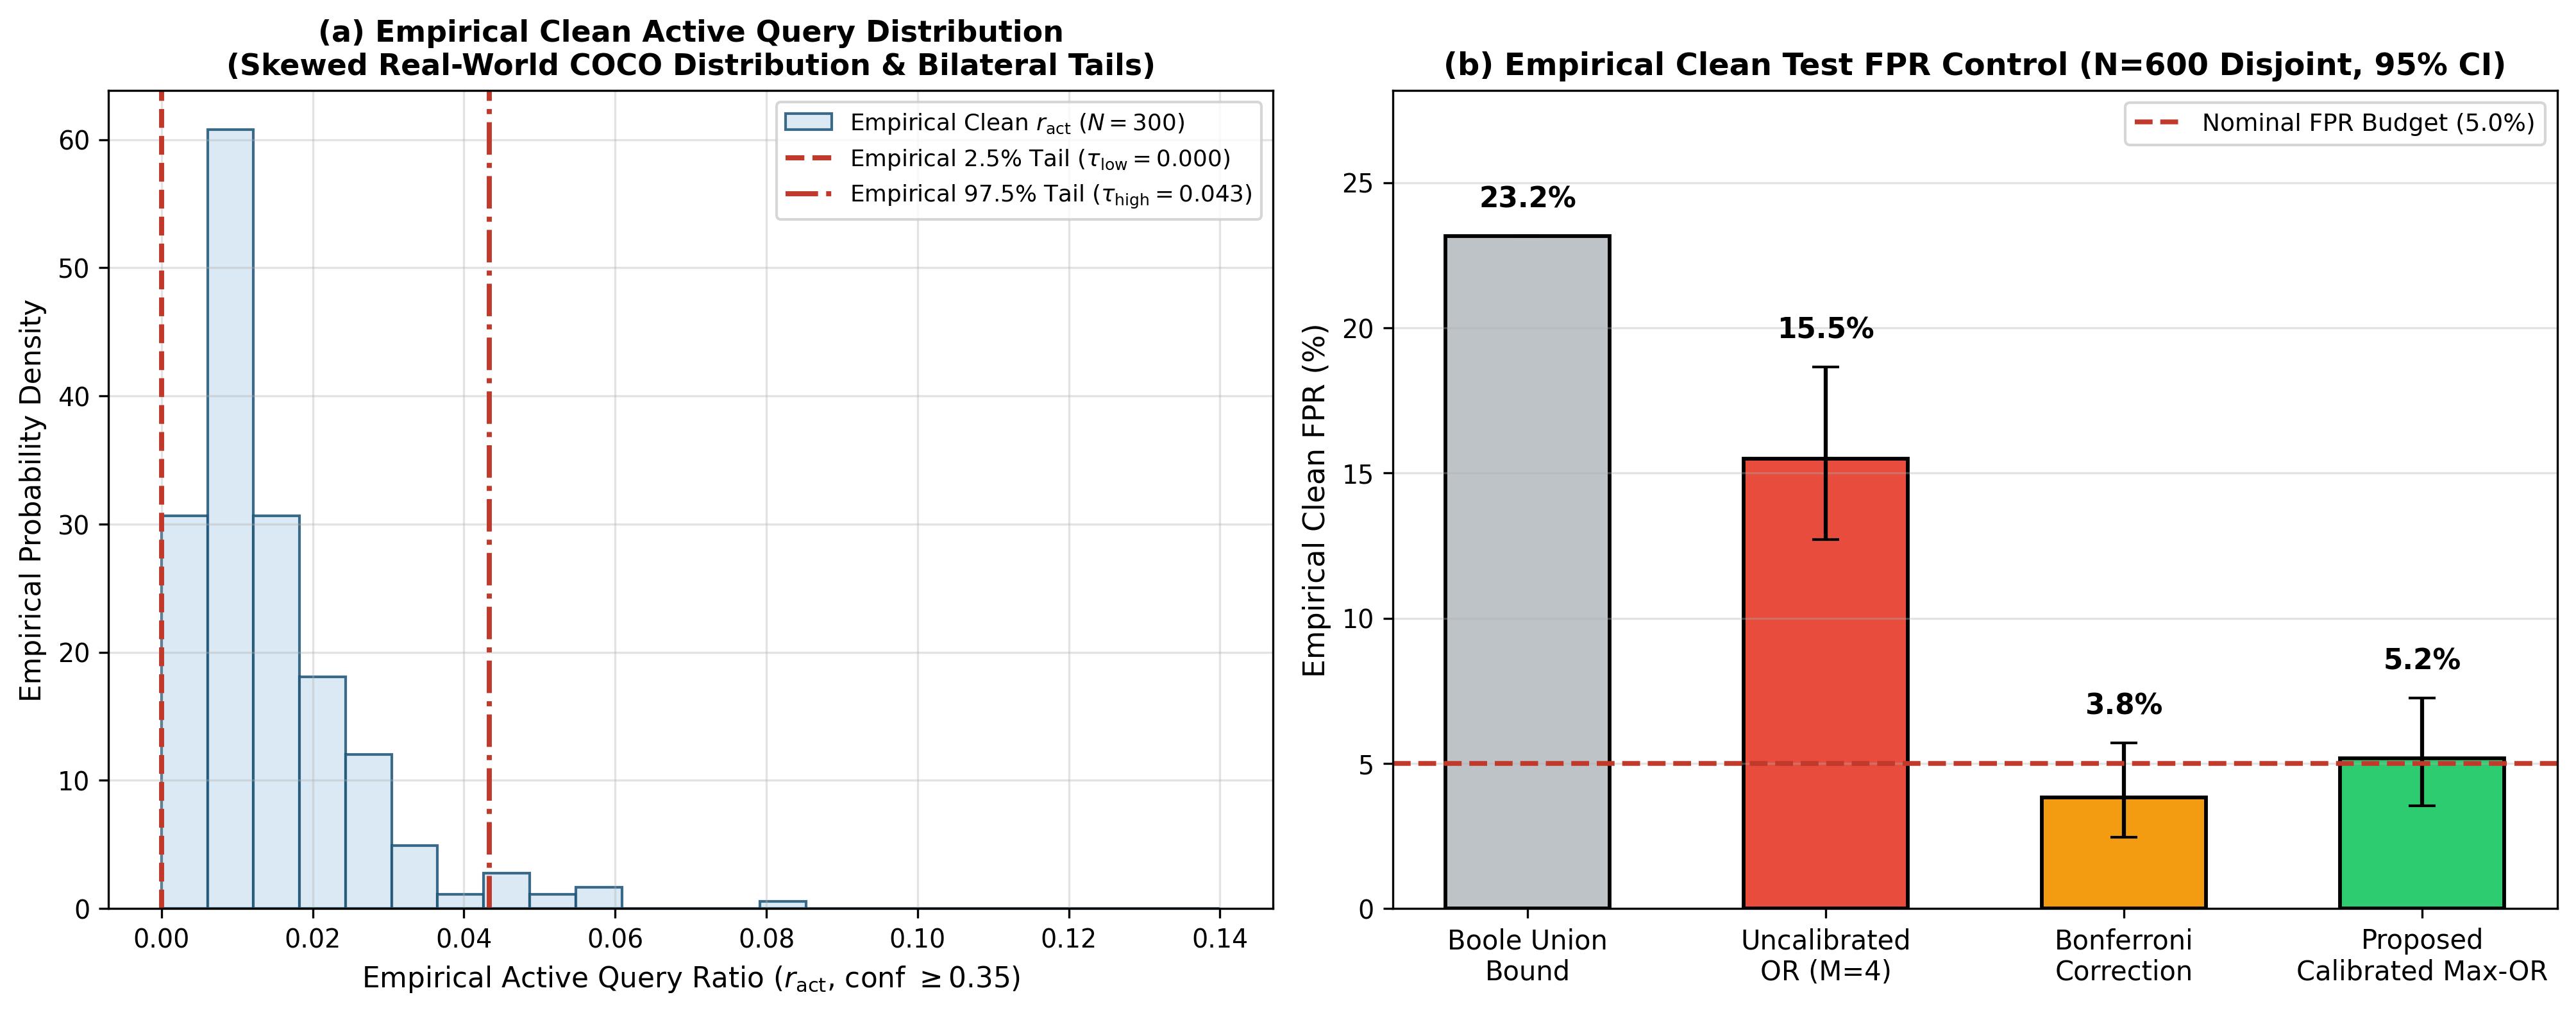 (a) Empirical Clean Active Query Distribution
(Skewed Real-World COCO Distribution & Bilateral Tails)
Empirical Probability Density
60
50
40
30
20
10
0
0.00
0.02
0.04
0.06
0.08
0.10
0.12
0.14
Empirical Active Query Ratio (r_act, conf ≥0.35)
Empirical Clean r_act (N = 300)
Empirical 2.5% Tail (τ_low = 0.000)
Empirical 97.5% Tail (τ_high = 0.043)
(b) Empirical Clean Test FPR Control (N=600 Disjoint, 95% CI)
Empirical Clean FPR (%)
25
20
15
10
5
0
Nominal FPR Budget (5.0%)
23.2%
15.5%
3.8%
5.2%
Boole Union
Bound
Uncalibrated
OR (M=4)
Bonferroni
Correction
Proposed
Calibrated Max-OR